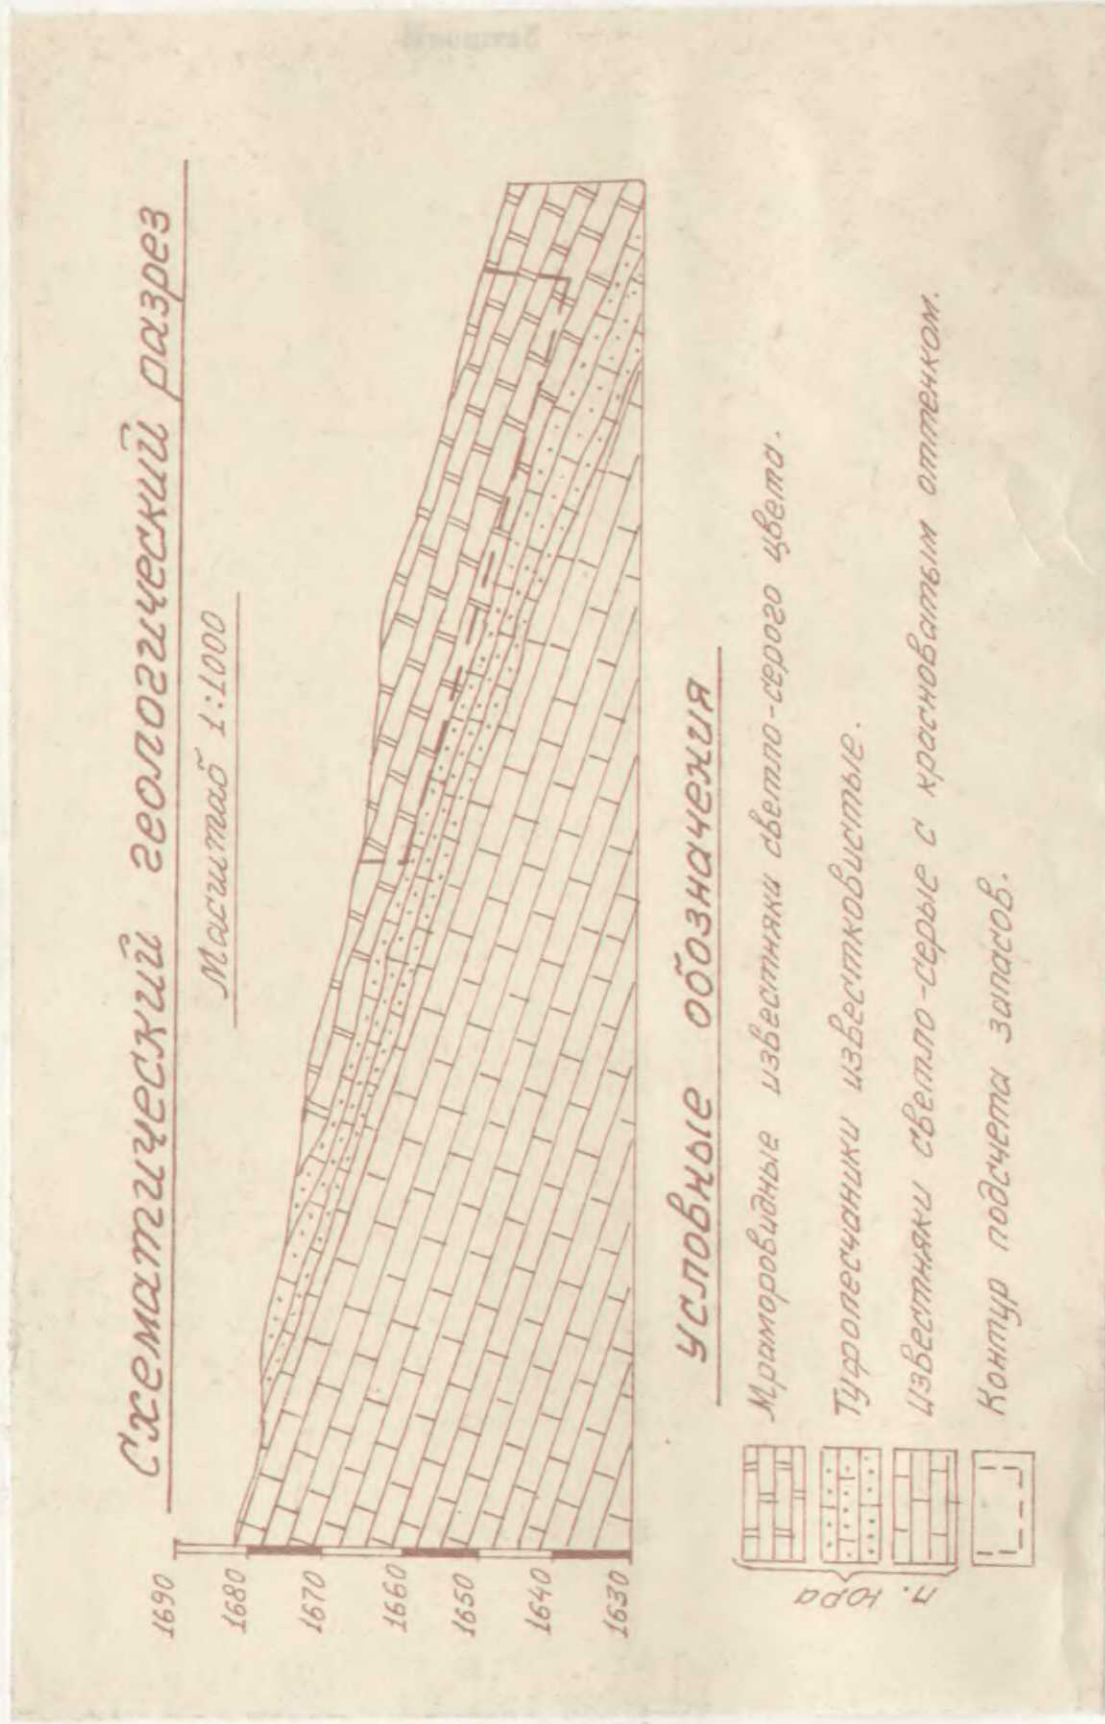 Схематический геологический разрез
Масштаб 1:1000
1690
1680
1670
1660
1650
1640
1630
Условные обозначения
п. юра
Мраморовидные известняки светло-серого цвета.
Туфопесчаники известковистые.
Известняки светло-серые с красноватым оттенком.
Контур подсчета запасов.